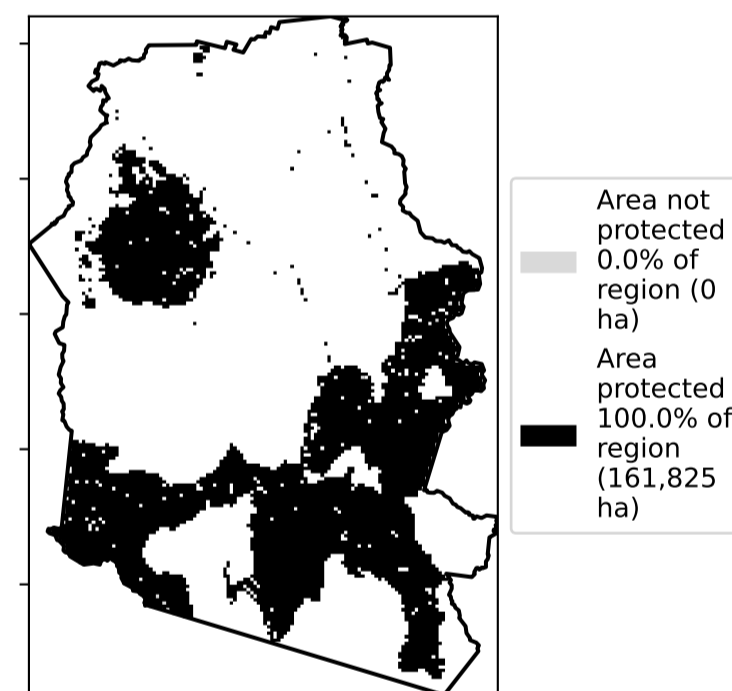 Area not
protected
0.0% of
region (0
ha)
Area
protected
100.0% of
region
(161,825
ha)